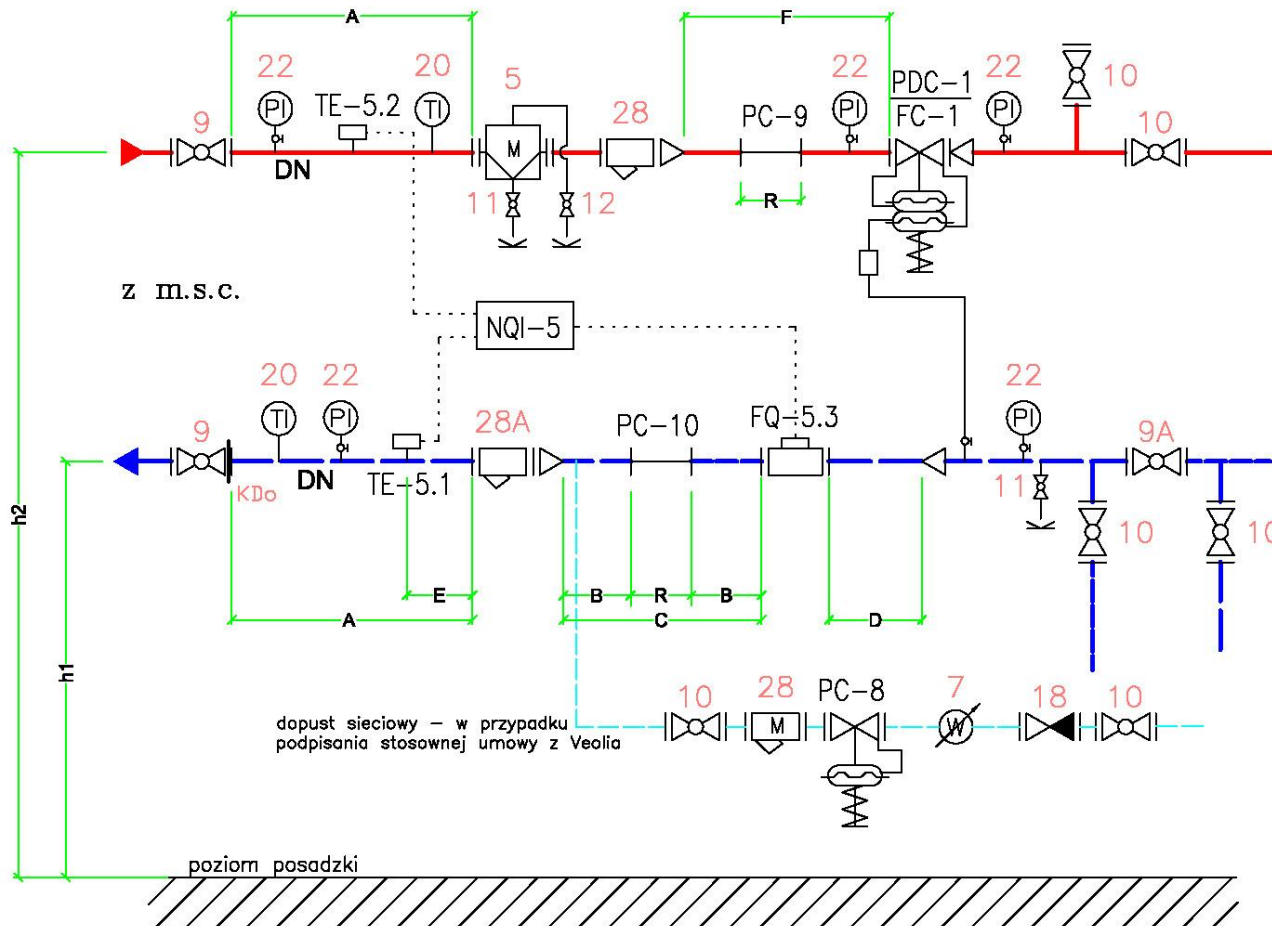 A
F
22
20
5
22
PDC-1
22
10
9
TE-5.2
28
PC-9
FC-1
10
PI
TI
PI
PI
M
DN
11
12
R
z m.s.c.
NQI-5
20
22
28A
PC-10
FQ-5.3
22
9
9A
TI
PI
PI
KDo
DN
TE-5.1
11
10
10
h2
E
B
R
B
A
C
D
h1
10
28
PC-8
7
18
10
M
W
dopust sieciowy – w przypadku
podpisania stosownej umowy z Veolia
poziom posadzki